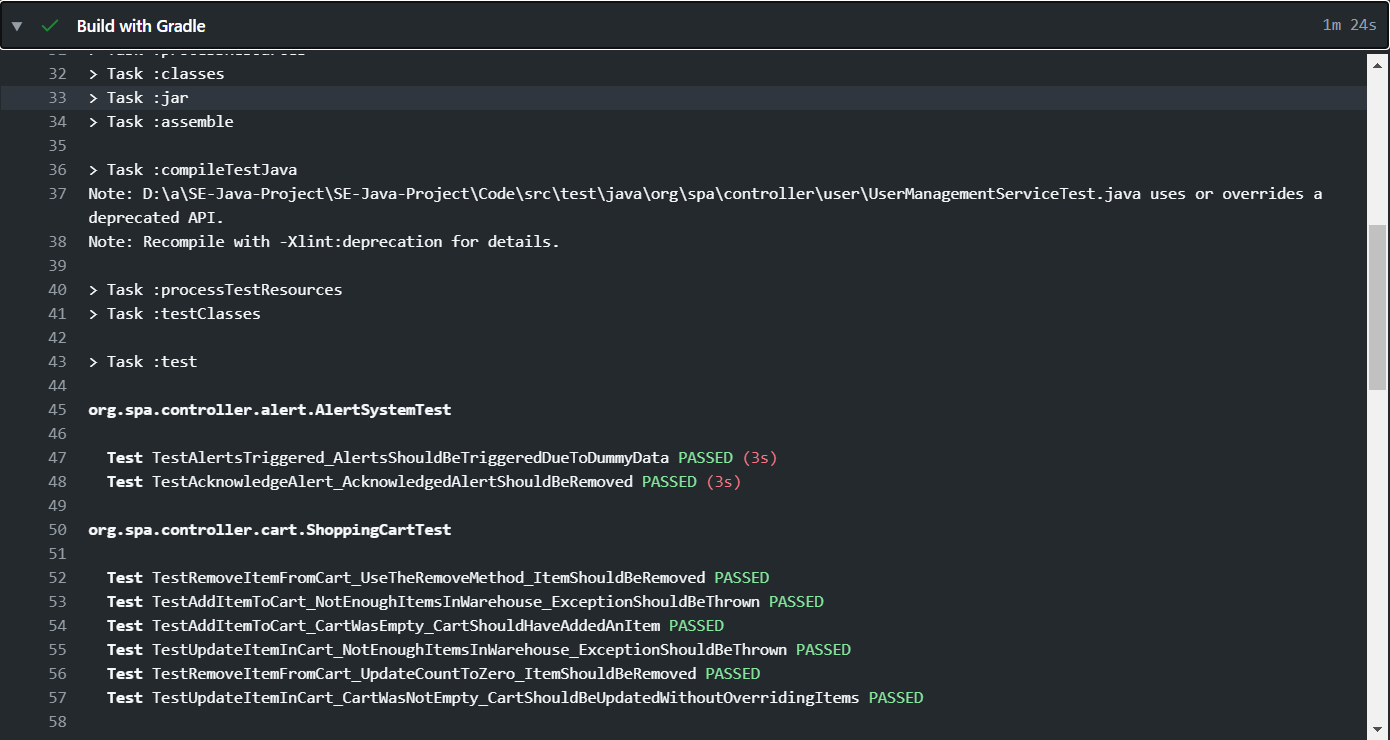 Build with Gradle 1m 24s
32 > Task :classes
33 > Task :jar
34 > Task :assemble
35
36 > Task :compileTestJava
37 Note: D:\a\SE-Java-Project\SE-Java-Project\Code\src\test\java\org\spa\controller\user\UserManagementServiceTest.java uses or overrides a
deprecated API.
38 Note: Recompile with -Xlint:deprecation for details.
39
40 > Task :processTestResources
41 > Task :testClasses
42
43 > Task :test
44
45 org.spa.controller.alert.AlertSystemTest
46
47 Test TestAlertsTriggered_AlertsShouldBeTriggeredDueToDummyData PASSED (3s)
48 Test TestAcknowledgeAlert_AcknowledgedAlertShouldBeRemoved PASSED (3s)
49
50 org.spa.controller.cart.ShoppingCartTest
51
52 Test TestRemoveItemFromCart_UseTheRemoveMethod_ItemShouldBeRemoved PASSED
53 Test TestAddItemToCart_NotEnoughItemsInWarehouse_ExceptionShouldBeThrown PASSED
54 Test TestAddItemToCart_CartWasEmpty_CartShouldHaveAddedAnItem PASSED
55 Test TestUpdateItemInCart_NotEnoughItemsInWarehouse_ExceptionShouldBeThrown PASSED
56 Test TestRemoveItemFromCart_UpdateCountToZero_ItemShouldBeRemoved PASSED
57 Test TestUpdateItemInCart_CartWasNotEmpty_CartShouldBeUpdatedWithoutOverridingItems PASSED
58